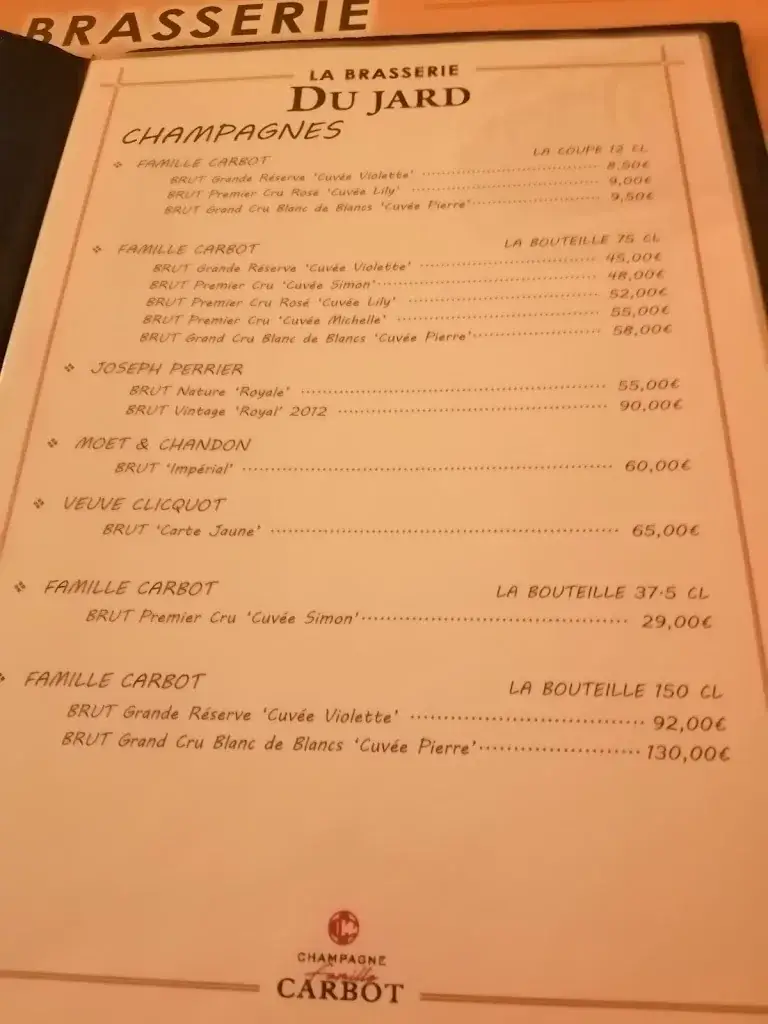 BRASSERIE
LA BRASSERIE
DU JARD
CHAMPAGNES
FAMILLE CARBOT LA COUPE 12 CL
BRUT Grande Réserve 'Cuvée Violette' 8,50€
BRUT Premier Cru Rosé 'Cuvée Lily' 9,00€
BRUT Grand Cru Blanc de Blancs 'Cuvée Pierre' 9,50€
FAMILLE CARBOT LA BOUTEILLE 75 CL
BRUT Grande Réserve 'Cuvée Violette' 45,00€
BRUT Premier Cru 'Cuvée Simon' 48,00€
BRUT Premier Cru Rosé 'Cuvée Lily' 52,00€
BRUT Premier Cru 'Cuvée Michelle' 55,00€
BRUT Grand Cru Blanc de Blancs 'Cuvée Pierre' 58,00€
JOSEPH PERRIER
BRUT Nature 'Royale' 55,00€
BRUT Vintage 'Royal' 2012 90,00€
MOET & CHANDON
BRUT 'Impérial' 60,00€
VEUVE CLICQUOT
BRUT 'Carte Jaune' 65,00€
FAMILLE CARBOT LA BOUTEILLE 37.5 CL
BRUT Premier Cru 'Cuvée Simon' 29,00€
FAMILLE CARBOT LA BOUTEILLE 150 CL
BRUT Grande Réserve 'Cuvée Violette' 92,00€
BRUT Grand Cru Blanc de Blancs 'Cuvée Pierre' 130,00€
CHAMPAGNE
Famille
CARBOT